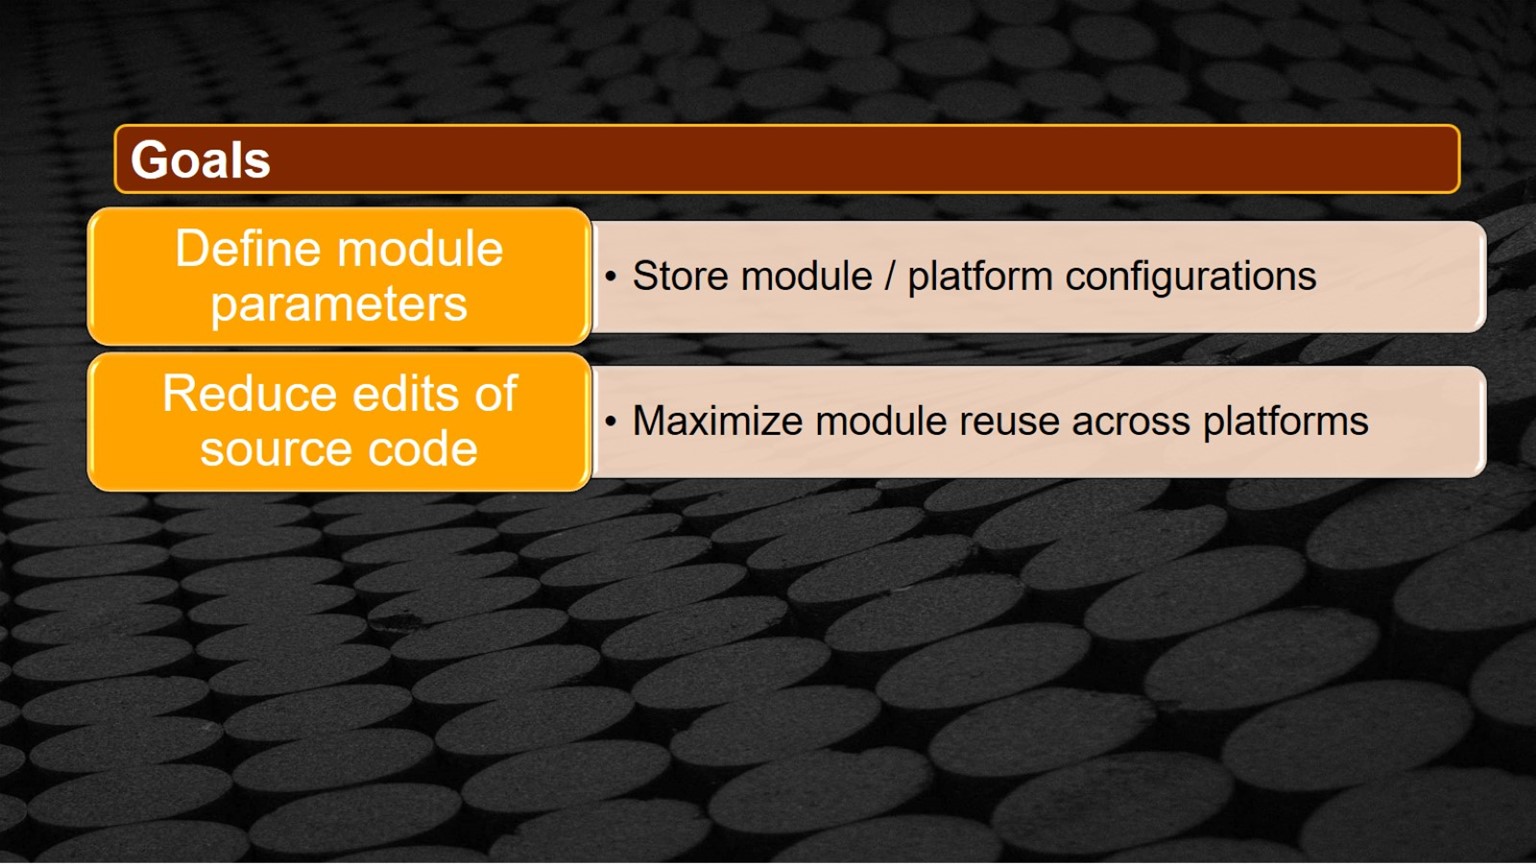 Goals
Define module
parameters
• Store module / platform configurations
Reduce edits of
source code
• Maximize module reuse across platforms